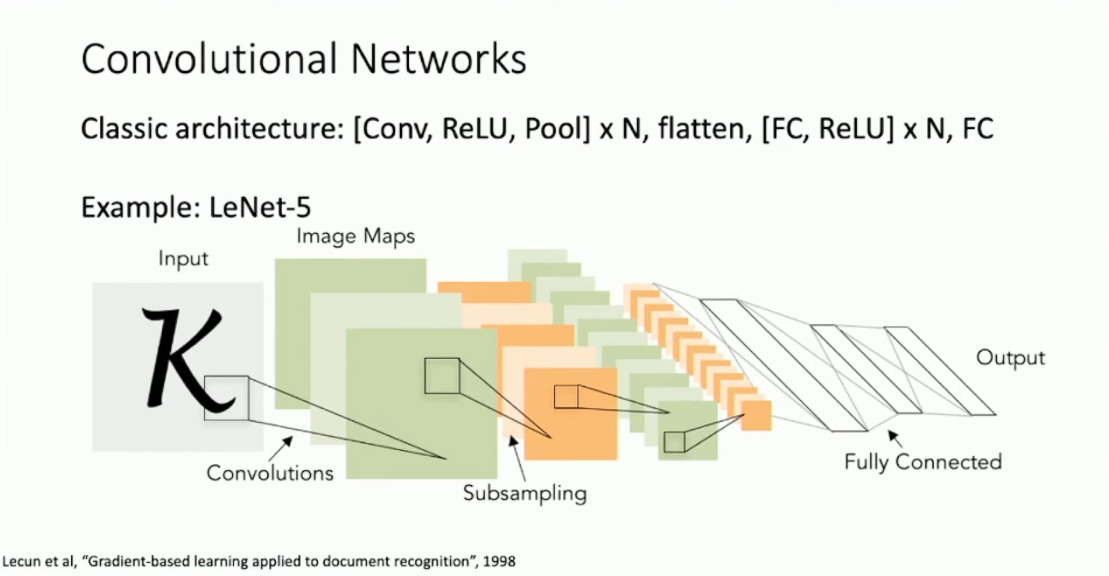 Convolutional Networks
Classic architecture: [Conv, ReLU, Pool] x N, flatten, [FC, ReLU] x N, FC
Example: LeNet-5
Image Maps
Input
K
Output
Fully Connected
Convolutions
Subsampling
Lecun et al, “Gradient-based learning applied to document recognition”, 1998